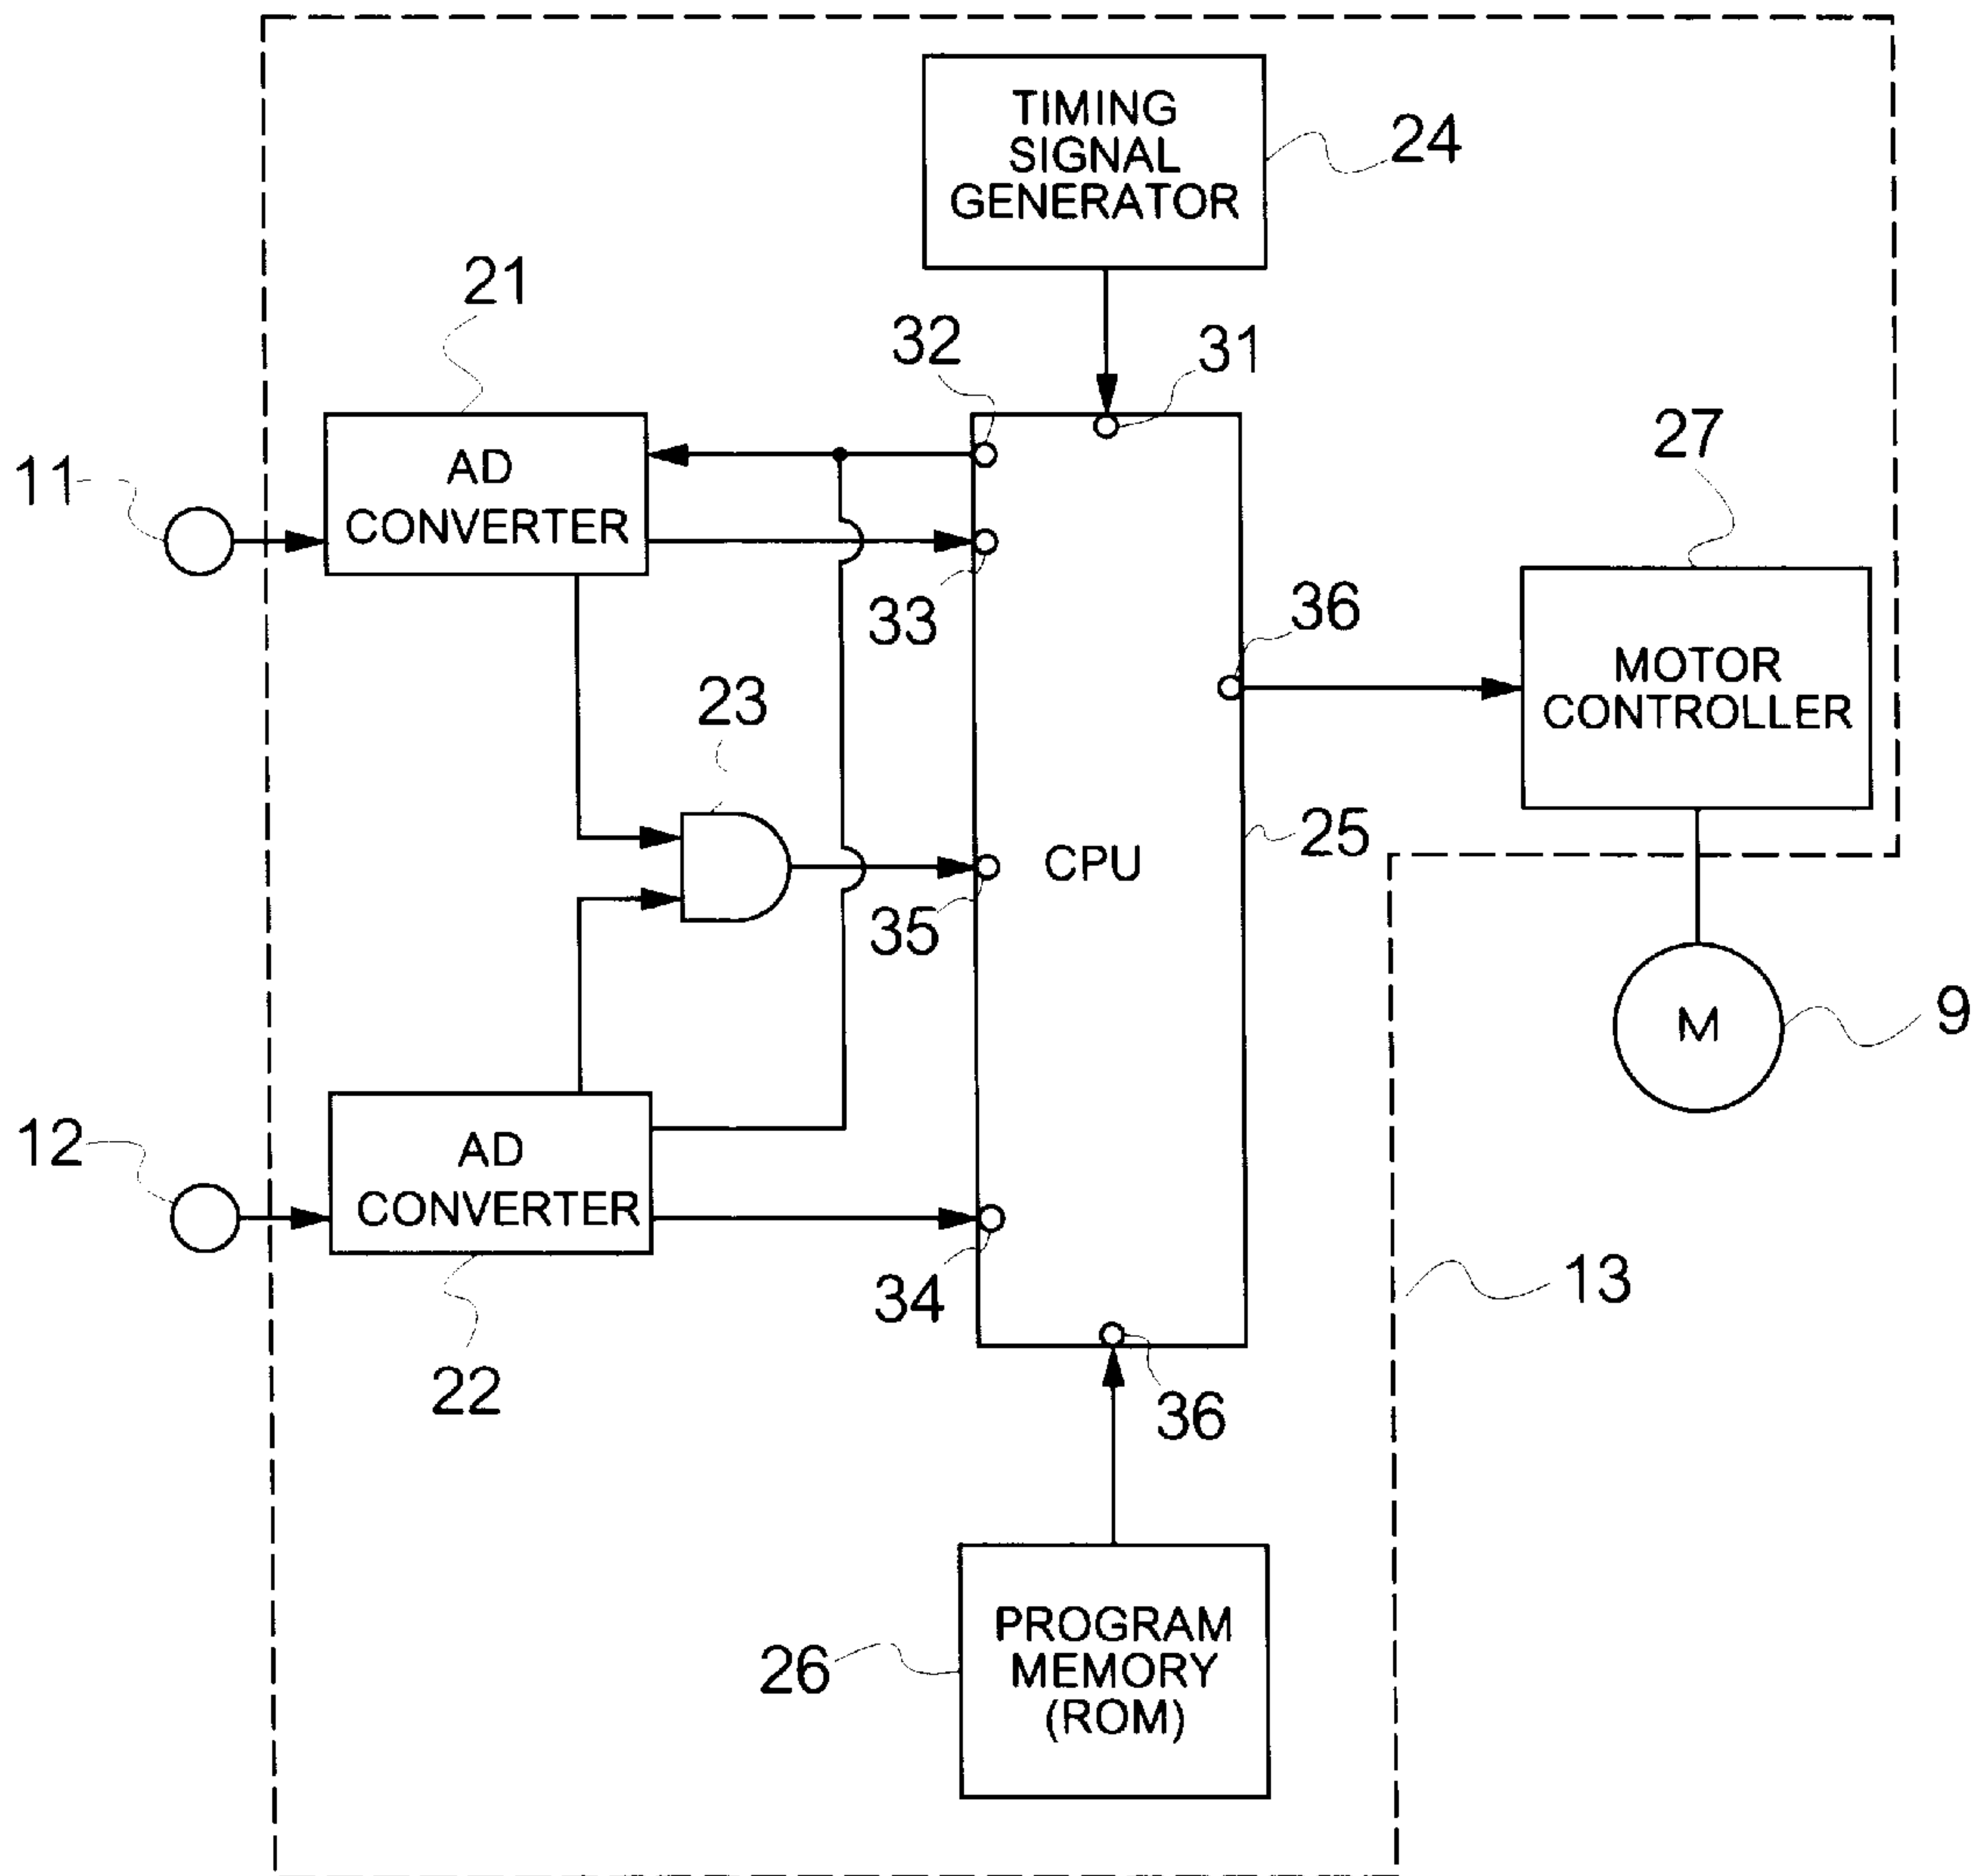 TIMING
SIGNAL
GENERATOR
24
21
32
31
27
11
AD
CONVERTER
33
36
MOTOR
CONTROLLER
23
25
CPU
35
9
M
12
AD
CONVERTER
34
13
22
36
26
PROGRAM
MEMORY
(ROM)